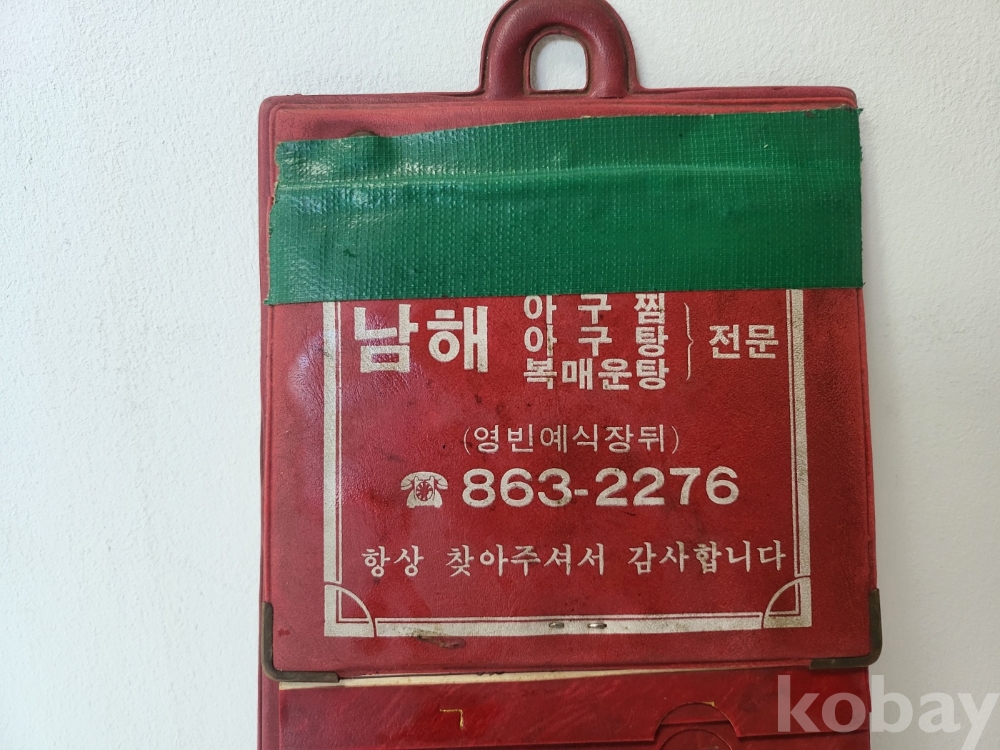 남해 아구찜 전문
아구탕
복매운탕
(영빈예식장뒤)
☎ 863-2276
항상 찾아주셔서 감사합니다
kobay